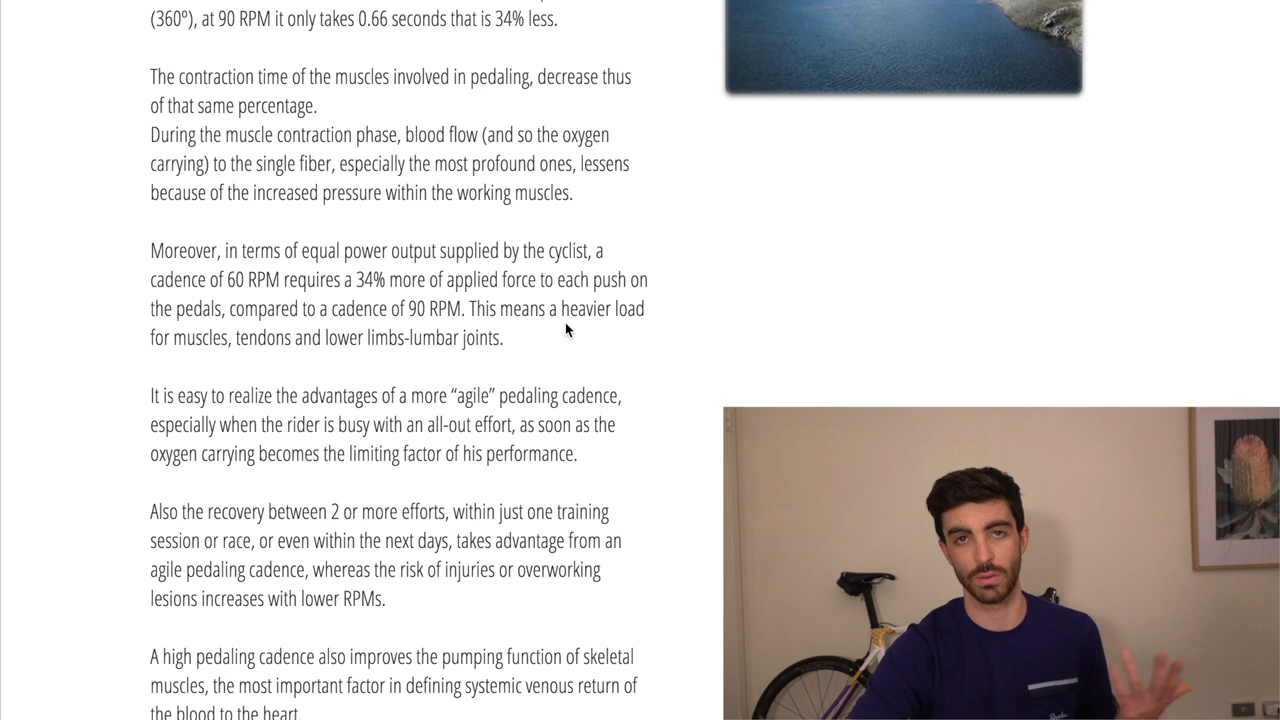 (360º), at 90 RPM it only takes 0.66 seconds that is 34% less.
The contraction time of the muscles involved in pedaling, decrease thus
of that same percentage.
During the muscle contraction phase, blood flow (and so the oxygen
carrying) to the single fiber, especially the most profound ones, lessens
because of the increased pressure within the working muscles.
Moreover, in terms of equal power output supplied by the cyclist, a
cadence of 60 RPM requires a 34% more of applied force to each push on
the pedals, compared to a cadence of 90 RPM. This means a heavier load
for muscles, tendons and lower limbs-lumbar joints.
It is easy to realize the advantages of a more “agile” pedaling cadence,
especially when the rider is busy with an all-out effort, as soon as the
oxygen carrying becomes the limiting factor of his performance.
Also the recovery between 2 or more efforts, within just one training
session or race, or even within the next days, takes advantage from an
agile pedaling cadence, whereas the risk of injuries or overworking
lesions increases with lower RPMs.
A high pedaling cadence also improves the pumping function of skeletal
muscles, the most important factor in defining systemic venous return of
the blood to the heart.